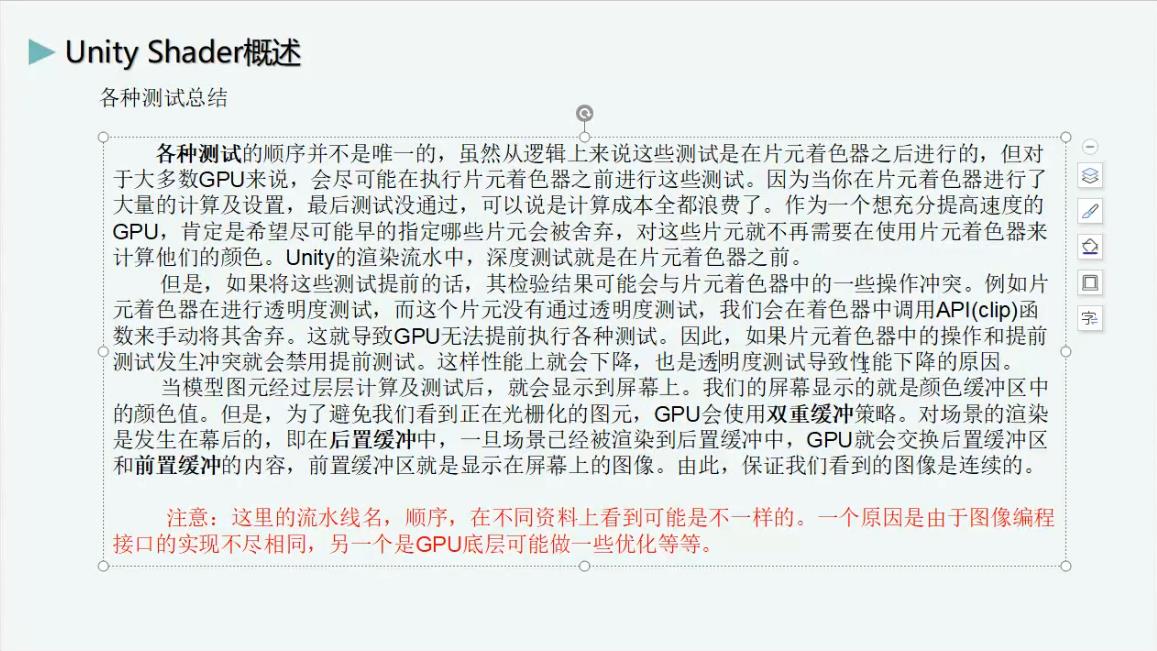 Unity Shader概述
各种测试总结
各种测试的顺序并不是唯一的，虽然从逻辑上来说这些测试是在片元着色器之后进行的，但对
于大多数GPU来说，会尽可能在执行片元着色器之前进行这些测试。因为当你在片元着色器进行了
大量的计算及设置，最后测试没通过，可以说是计算成本全都浪费了。作为一个想充分提高速度的
GPU，肯定是希望尽可能早的指定哪些片元会被舍弃，对这些片元就不再需要在使用片元着色器来
计算他们的颜色。Unity的渲染流水中，深度测试就是在片元着色器之前。
但是，如果将这些测试提前的话，其检验结果可能会与片元着色器中的一些操作冲突。例如片
元着色器在进行透明度测试，而这个片元没有通过透明度测试，我们会在着色器中调用API(clip)函
数来手动将其舍弃。这就导致GPU无法提前执行各种测试。因此，如果片元着色器中的操作和提前
测试发生冲突就会禁用提前测试。这样性能上就会下降，也是透明度测试导致性能下降的原因。
当模型图元经过层层计算及测试后，就会显示到屏幕上。我们的屏幕显示的就是颜色缓冲区中
的颜色值。但是，为了避免我们看到正在光栅化的图元，GPU会使用双重缓冲策略。对场景的渲染
是发生在幕后的，即在后置缓冲中，一旦场景已经被渲染到后置缓冲中，GPU就会交换后置缓冲区
和前置缓冲的内容，前置缓冲区就是显示在屏幕上的图像。由此，保证我们看到的图像是连续的。
注意：这里的流水线名，顺序，在不同资料上看到可能是不一样的。一个原因是由于图像编程
接口的实现不尽相同，另一个是GPU底层可能做一些优化等等。
字